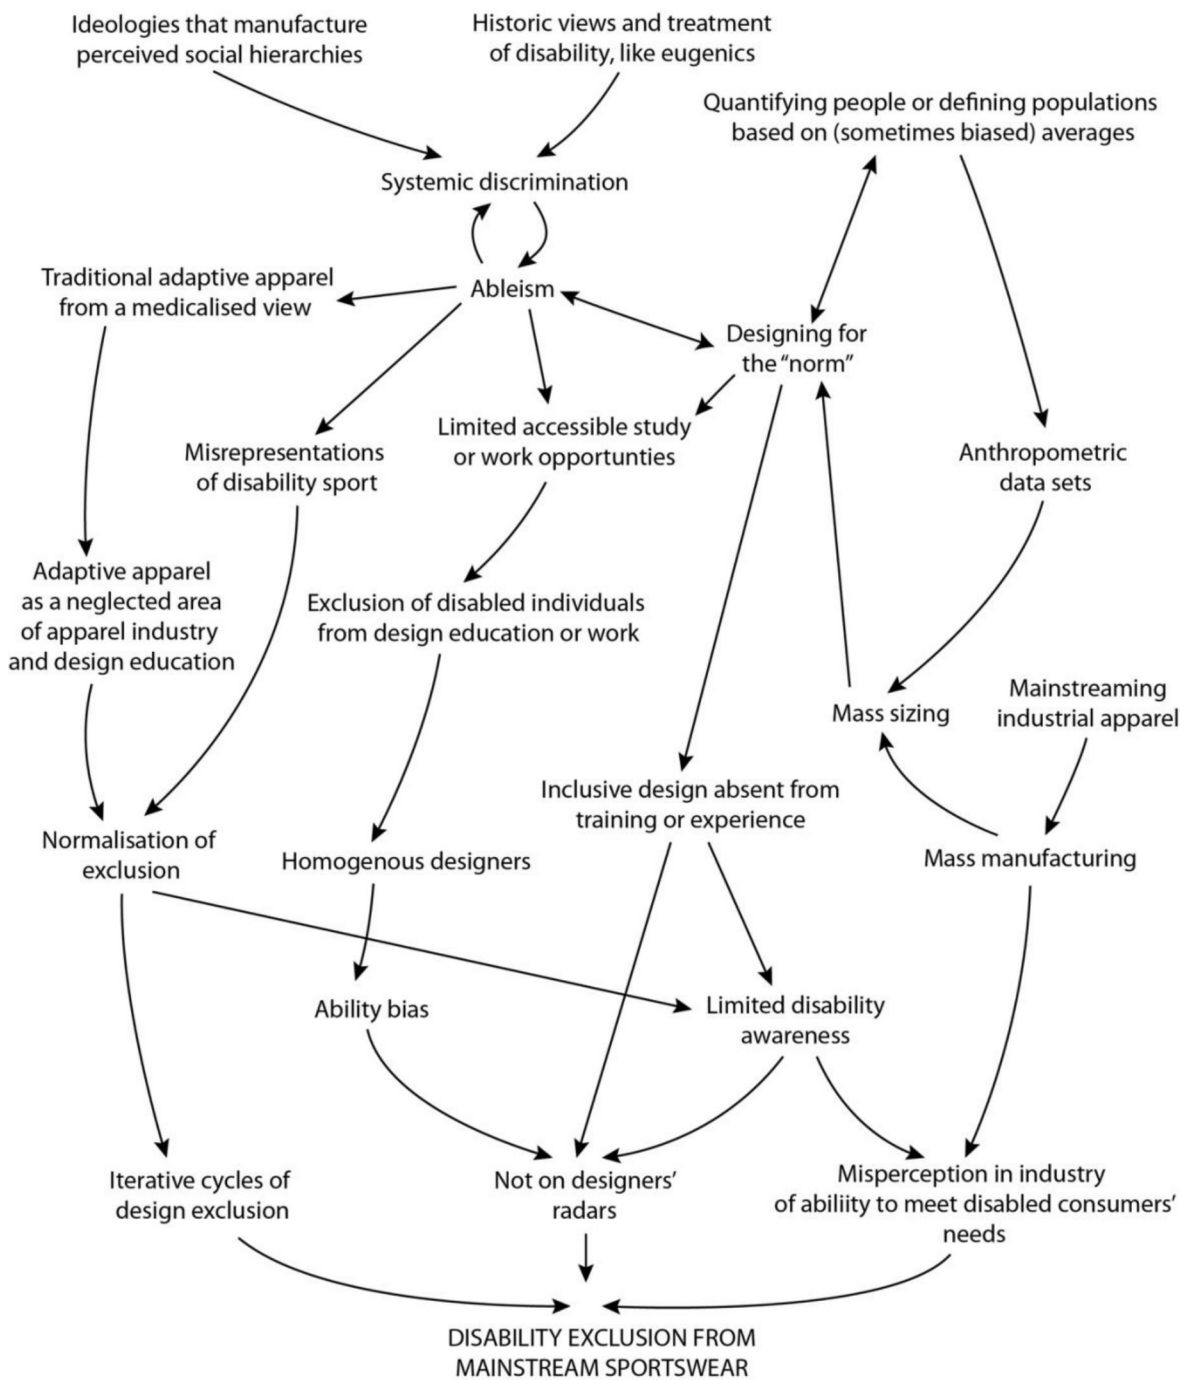 Ideologies that manufacture
perceived social hierarchies
Historic views and treatment
of disability, like eugenics
Quantifying people or defining populations
based on (sometimes biased) averages
Systemic discrimination
Traditional adaptive apparel
from a medicalised view
Ableism
Designing for
the “norm”
Limited accessible study
or work opportunties
Misrepresentations
of disability sport
Anthropometric
data sets
Adaptive apparel
as a neglected area
of apparel industry
and design education
Exclusion of disabled individuals
from design education or work
Mass sizing
Mainstreaming
industrial apparel
Inclusive design absent from
training or experience
Normalisation of
exclusion
Homogenous designers
Mass manufacturing
Ability bias
Limited disability
awareness
Iterative cycles of
design exclusion
Not on designers’
radars
Misperception in industry
of abiliity to meet disabled consumers’
needs
DISABILITY EXCLUSION FROM
MAINSTREAM SPORTSWEAR